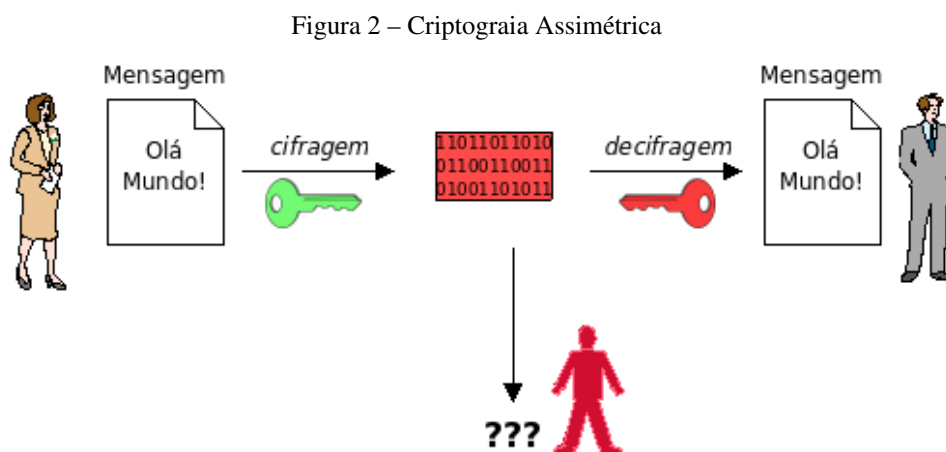 Figura 2 – Criptograia Assimétrica
Mensagem
Olá
Mundo!
cifragem
11011011010
01100110011
01001101011
decifragem
Mensagem
Olá
Mundo!
???